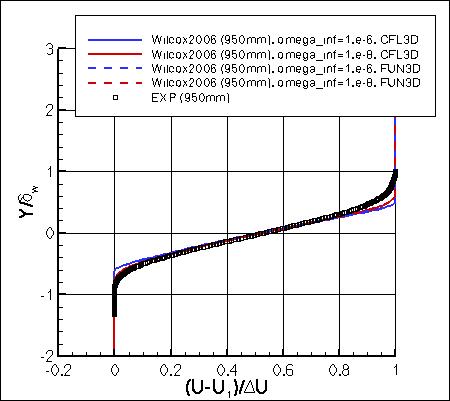 Wilcox2006 (950mm), omega_inf=1.e-6, CFL3D
Wilcox2006 (950mm), omega_inf=1.e-8, CFL3D
Wilcox2006 (950mm), omega_inf=1.e-6, FUN3D
Wilcox2006 (950mm), omega_inf=1.e-8, FUN3D
EXP (950mm)
3
2
1
0
-1
-2
Y/δw
-0.2 0 0.2 0.4 0.6 0.8 1
(U-U1)/ΔU